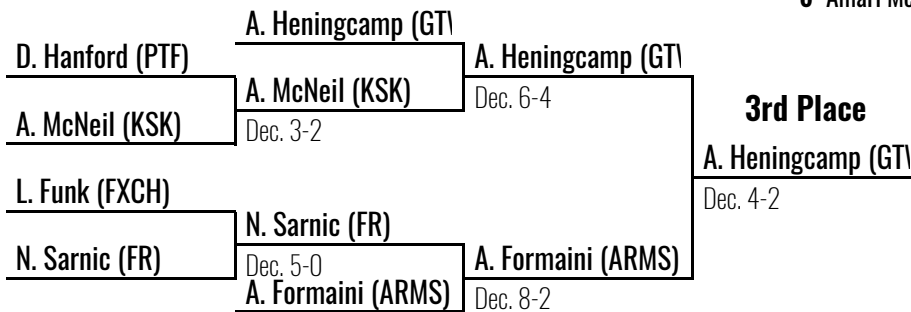 Amari Mc
A. Heningcamp (GT
D. Hanford (PTF)
A. Heningcamp (GT
A. McNeil (KSK)
Dec. 6-4
3rd Place
A. McNeil (KSK)
Dec. 3-2
A. Heningcamp (GT
L. Funk (FXCH)
Dec. 4-2
N. Sarnic (FR)
N. Sarnic (FR)
Dec. 5-0
A. Formaini (ARMS)
A. Formaini (ARMS)
Dec. 8-2